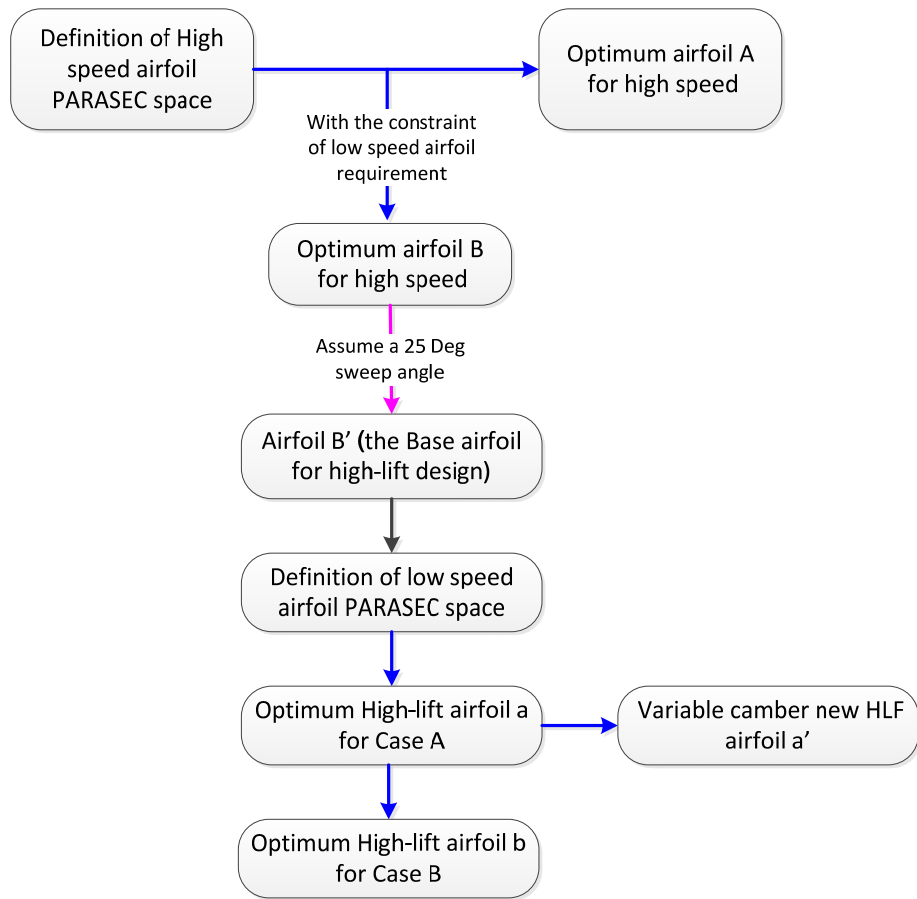 Definition of High
speed airfoil
PARASEC space
Optimum airfoil A
for high speed
With the constraint
of low speed airfoil
requirement
Optimum airfoil B
for high speed
Assume a 25 Deg
sweep angle
Airfoil B’ (the Base airfoil
for high-lift design)
Definition of low speed
airfoil PARASEC space
Optimum High-lift airfoil a
for Case A
Variable camber new HLF
airfoil a’
Optimum High-lift airfoil b
for Case B